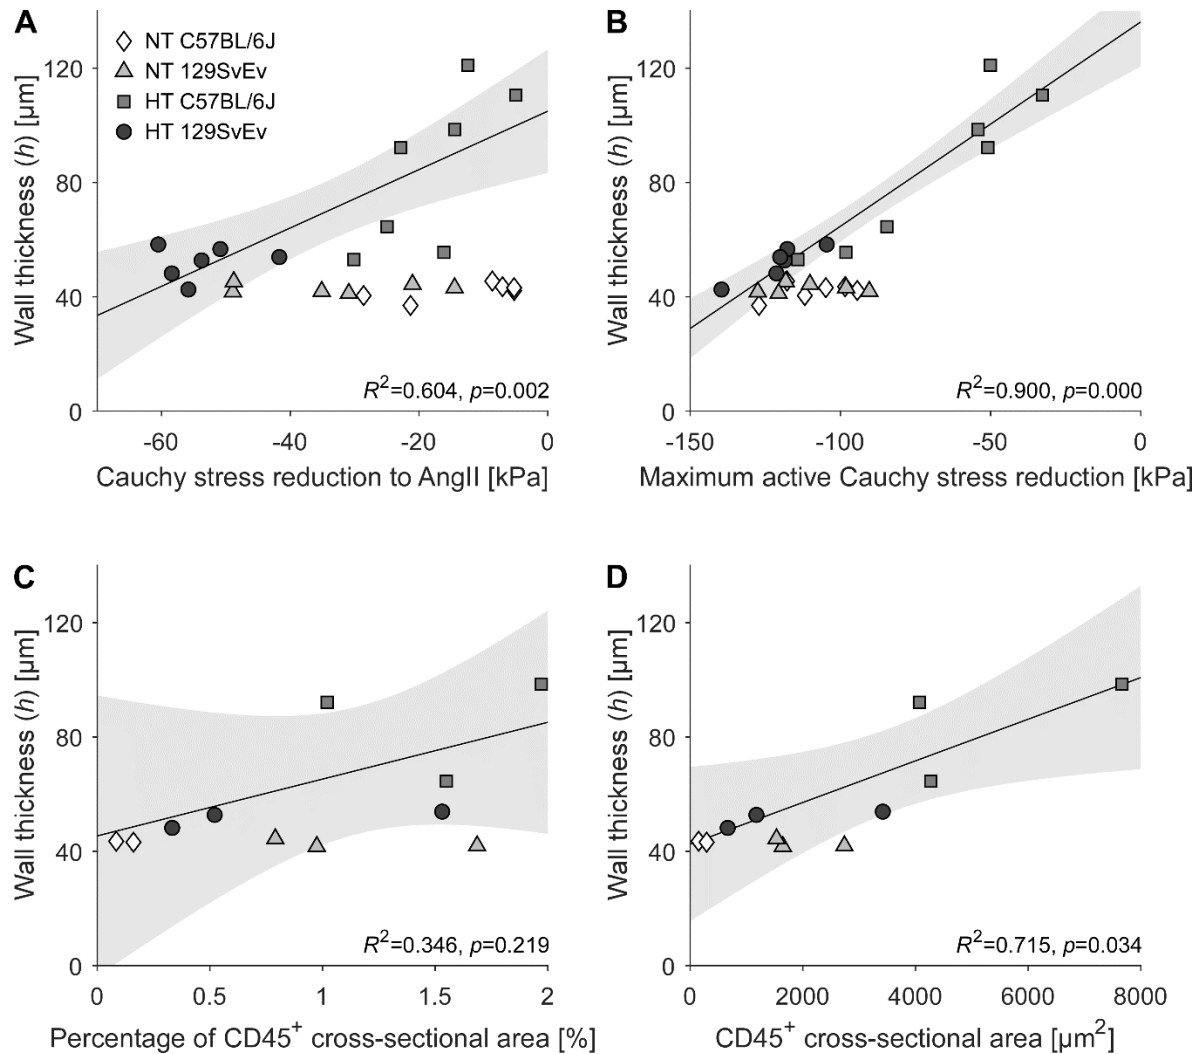 A
NT C57BL/6J
NT 129SvEv
HT C57BL/6J
HT 129SvEv
Wall thickness (h) [µm]
120
80
40
0
-60
-40
-20
0
R²=0.604, p=0.002
Cauchy stress reduction to AngII [kPa]
B
Wall thickness (h) [µm]
120
80
40
0
-150
-100
-50
0
R²=0.900, p=0.000
Maximum active Cauchy stress reduction [kPa]
C
Wall thickness (h) [µm]
120
80
40
0
0
0.5
1
1.5
2
R²=0.346, p=0.219
Percentage of CD45⁺ cross-sectional area [%]
D
Wall thickness (h) [µm]
120
80
40
0
0
2000
4000
6000
8000
R²=0.715, p=0.034
CD45⁺ cross-sectional area [µm²]